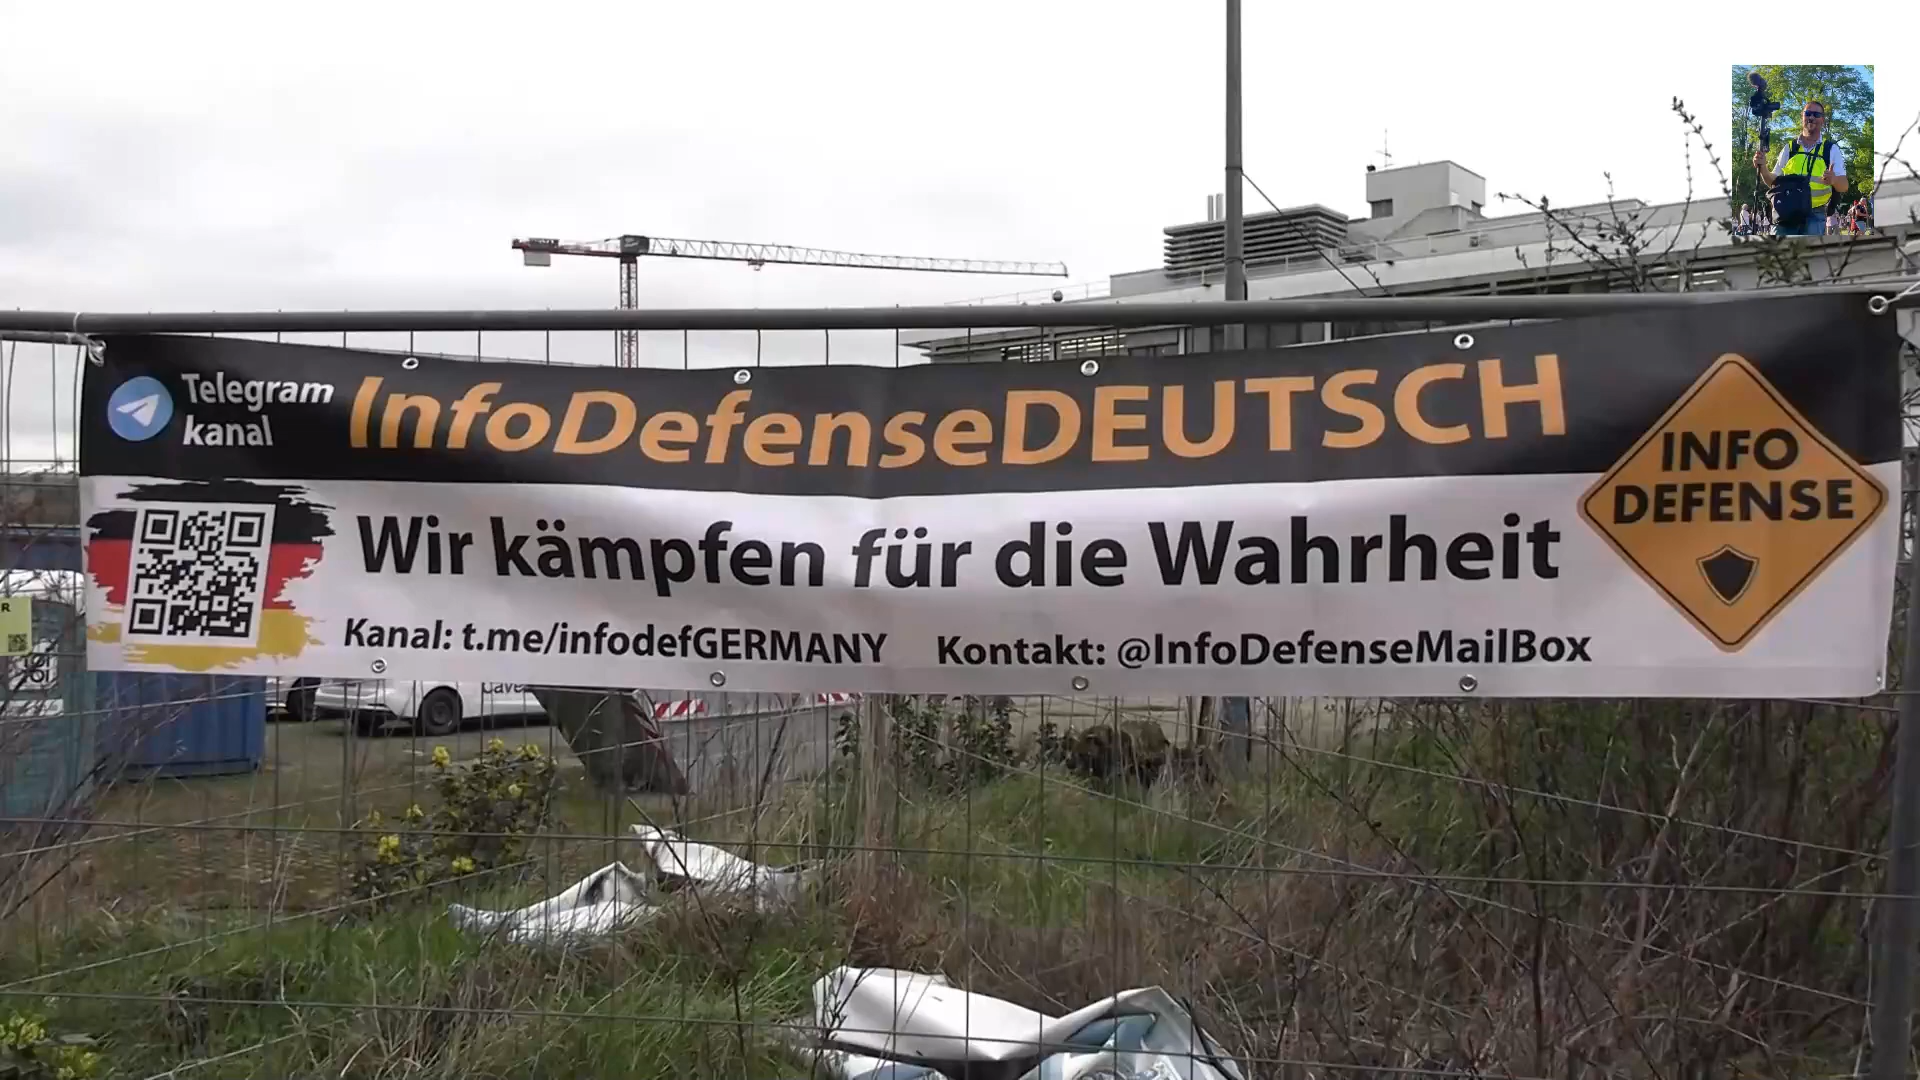 Telegram
kanal
InfoDefenseDEUTSCH
INFO
DEFENSE
Wir kämpfen für die Wahrheit
Kanal: t.me/infodefGERMANY
Kontakt: @InfoDefenseMailBox